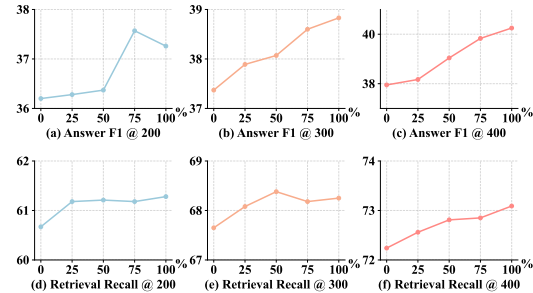 38
37
36
0 25 50 75 100 %
(a) Answer F1 @ 200
39
38
37
0 25 50 75 100 %
(b) Answer F1 @ 300
40
38
0 25 50 75 100 %
(c) Answer F1 @ 400
62
61
60
0 25 50 75 100 %
(d) Retrieval Recall @ 200
69
68
67
0 25 50 75 100 %
(e) Retrieval Recall @ 300
74
73
72
0 25 50 75 100 %
(f) Retrieval Recall @ 400